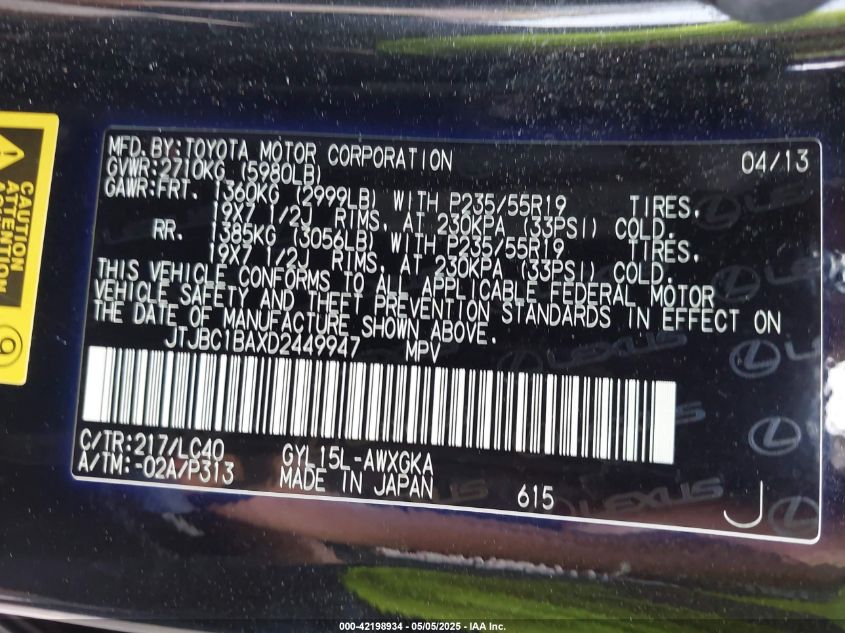 MFD. BY: TOYOTA MOTOR CORPORATION 04/13
GVWR: 2710KG (5980LB)
GAWR: FRT. 1360KG (2999LB) WITH P235/55R19 TIRES,
19X7 1/2J RIMS, AT 230KPA (33PSI) COLD.
RR. 1385KG (3056LB) WITH P235/55R19 TIRES,
19X7 1/2J RIMS, AT 230KPA (33PSI) COLD.
THIS VEHICLE CONFORMS TO ALL APPLICABLE FEDERAL MOTOR
VEHICLE SAFETY AND THEFT PREVENTION STANDARDS IN EFFECT ON
THE DATE OF MANUFACTURE SHOWN ABOVE.
JTJBC1BAXD2449947 MPV
C/TR: 217/LC40 GYL15L-AWXGKA
A/TM: -02A/P313 MADE IN JAPAN 615
J
CAUTION
ATTENTION
LEXUS
LEXUS
000-42198934 - 05/05/2025 - IAA Inc.